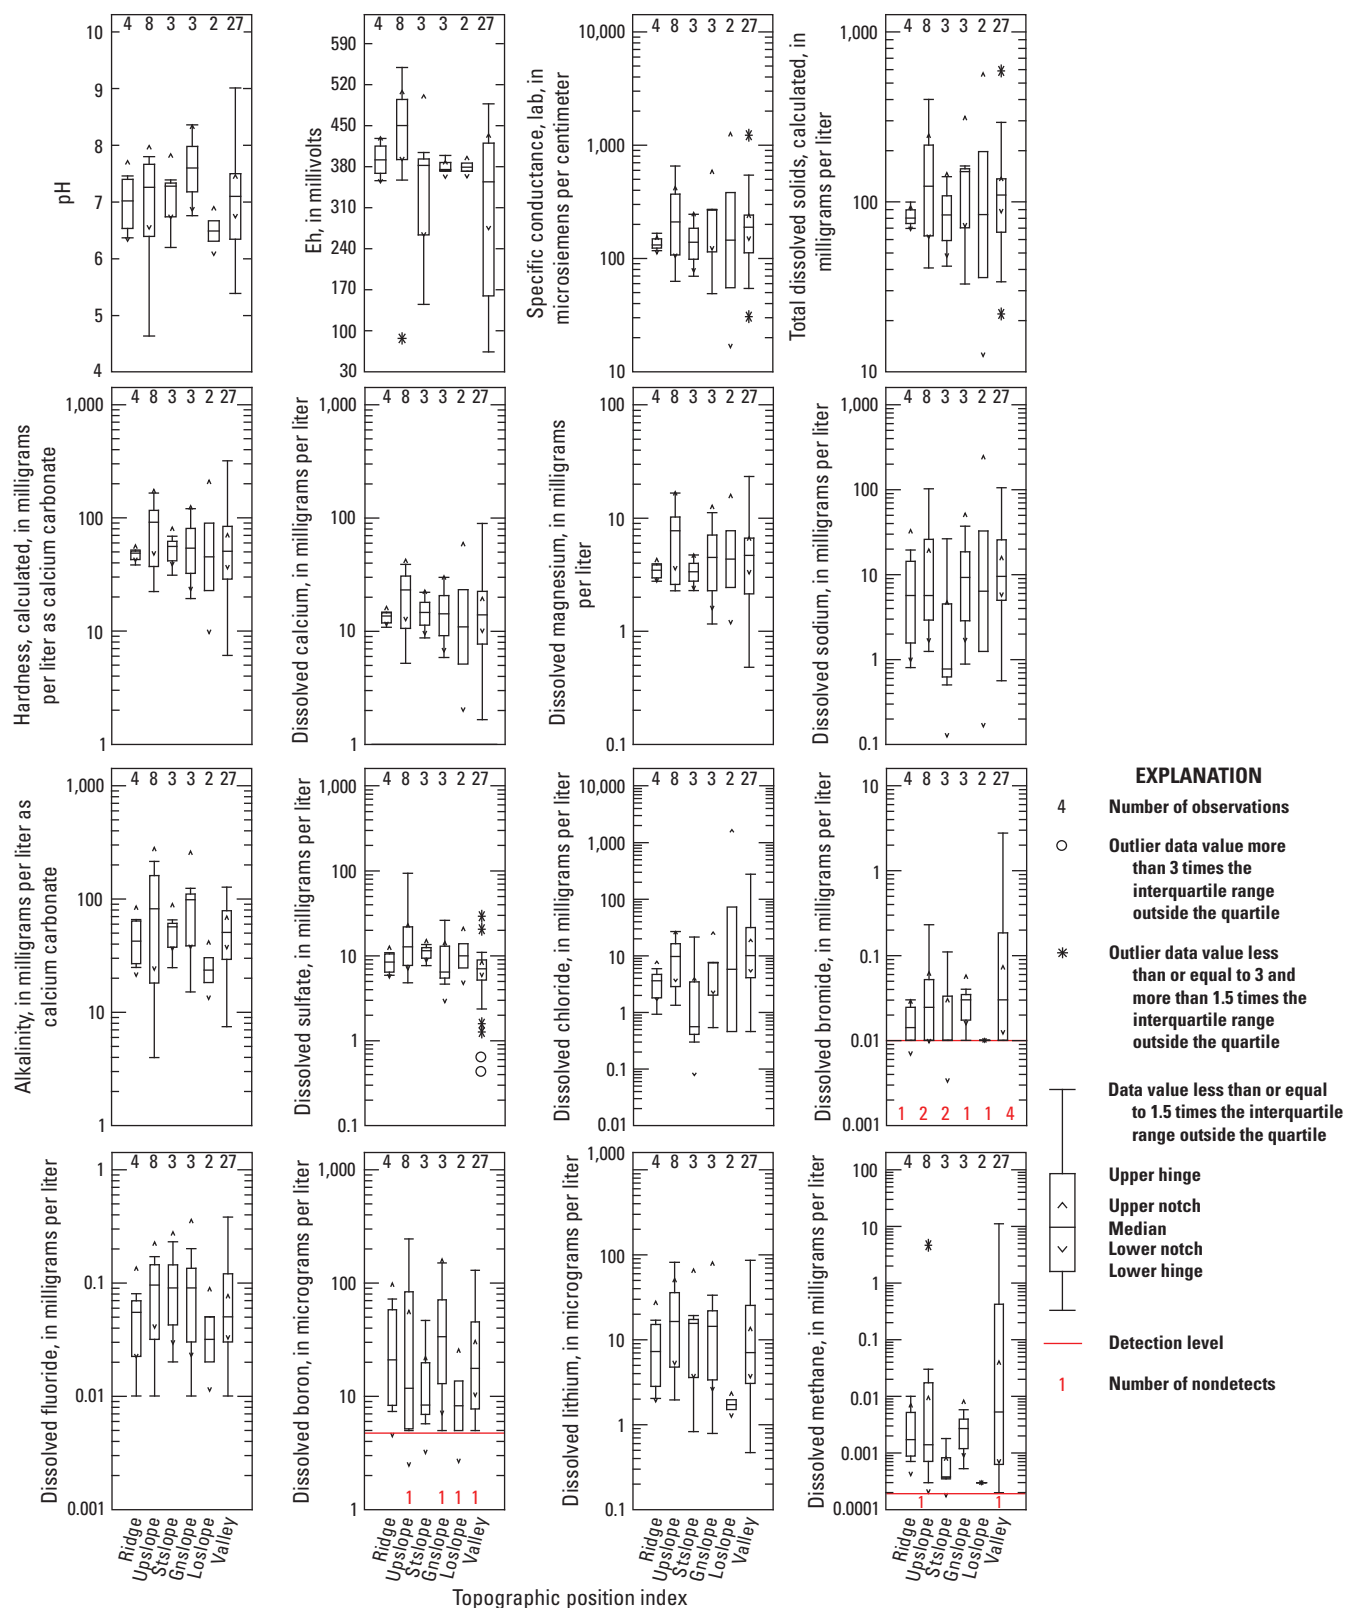 4 8 3 3 2 27
10
9
8
7
6
5
4
pH
4 8 3 3 2 27
590
520
450
380
310
240
170
100
30
Eh, in millivolts
4 8 3 3 2 27
10,000
1,000
100
10
Specific conductance, lab, in
microsiemens per centimeter
4 8 3 3 2 27
1,000
100
10
Total dissolved solids, calculated, in
milligrams per liter
4 8 3 3 2 27
1,000
100
10
1
Hardness, calculated, in milligrams
per liter as calcium carbonate
4 8 3 3 2 27
1,000
100
10
1
Dissolved calcium, in milligrams per liter
4 8 3 3 2 27
100
10
1
0.1
Dissolved magnesium, in milligrams
per liter
4 8 3 3 2 27
1,000
100
10
1
0.1
Dissolved sodium, in milligrams per liter
4 8 3 3 2 27
1,000
100
10
1
Alkalinity, in milligrams per liter as
calcium carbonate
4 8 3 3 2 27
1,000
100
10
1
0.1
Dissolved sulfate, in milligrams per liter
4 8 3 3 2 27
10,000
1,000
100
10
1
0.1
0.01
Dissolved chloride, in milligrams per liter
4 8 3 3 2 27
10
1
0.1
0.01
0.001
1 2 2 1 1 4
Dissolved bromide, in milligrams per liter
4 8 3 3 2 27
1
0.1
0.01
0.001
Dissolved fluoride, in milligrams per liter
4 8 3 3 2 27
1,000
100
10
1
1 1 1 1
Dissolved boron, in micrograms per liter
4 8 3 3 2 27
1,000
100
10
1
0.1
Dissolved lithium, in micrograms per liter
4 8 3 3 2 27
100
10
1
0.1
0.01
0.001
0.0001
1 1
Dissolved methane, in milligrams per liter
Ridge
Upslope
Stslope
Gnslope
Loslope
Valley
Ridge
Upslope
Stslope
Gnslope
Loslope
Valley
Ridge
Upslope
Stslope
Gnslope
Loslope
Valley
Ridge
Upslope
Stslope
Gnslope
Loslope
Valley
Topographic position index
EXPLANATION
4 Number of observations
Outlier data value more
than 3 times the
interquartile range
outside the quartile
Outlier data value less
than or equal to 3 and
more than 1.5 times the
interquartile range
outside the quartile
Data value less than or equal
to 1.5 times the interquartile
range outside the quartile
Upper hinge
Upper notch
Median
Lower notch
Lower hinge
Detection level
1 Number of nondetects